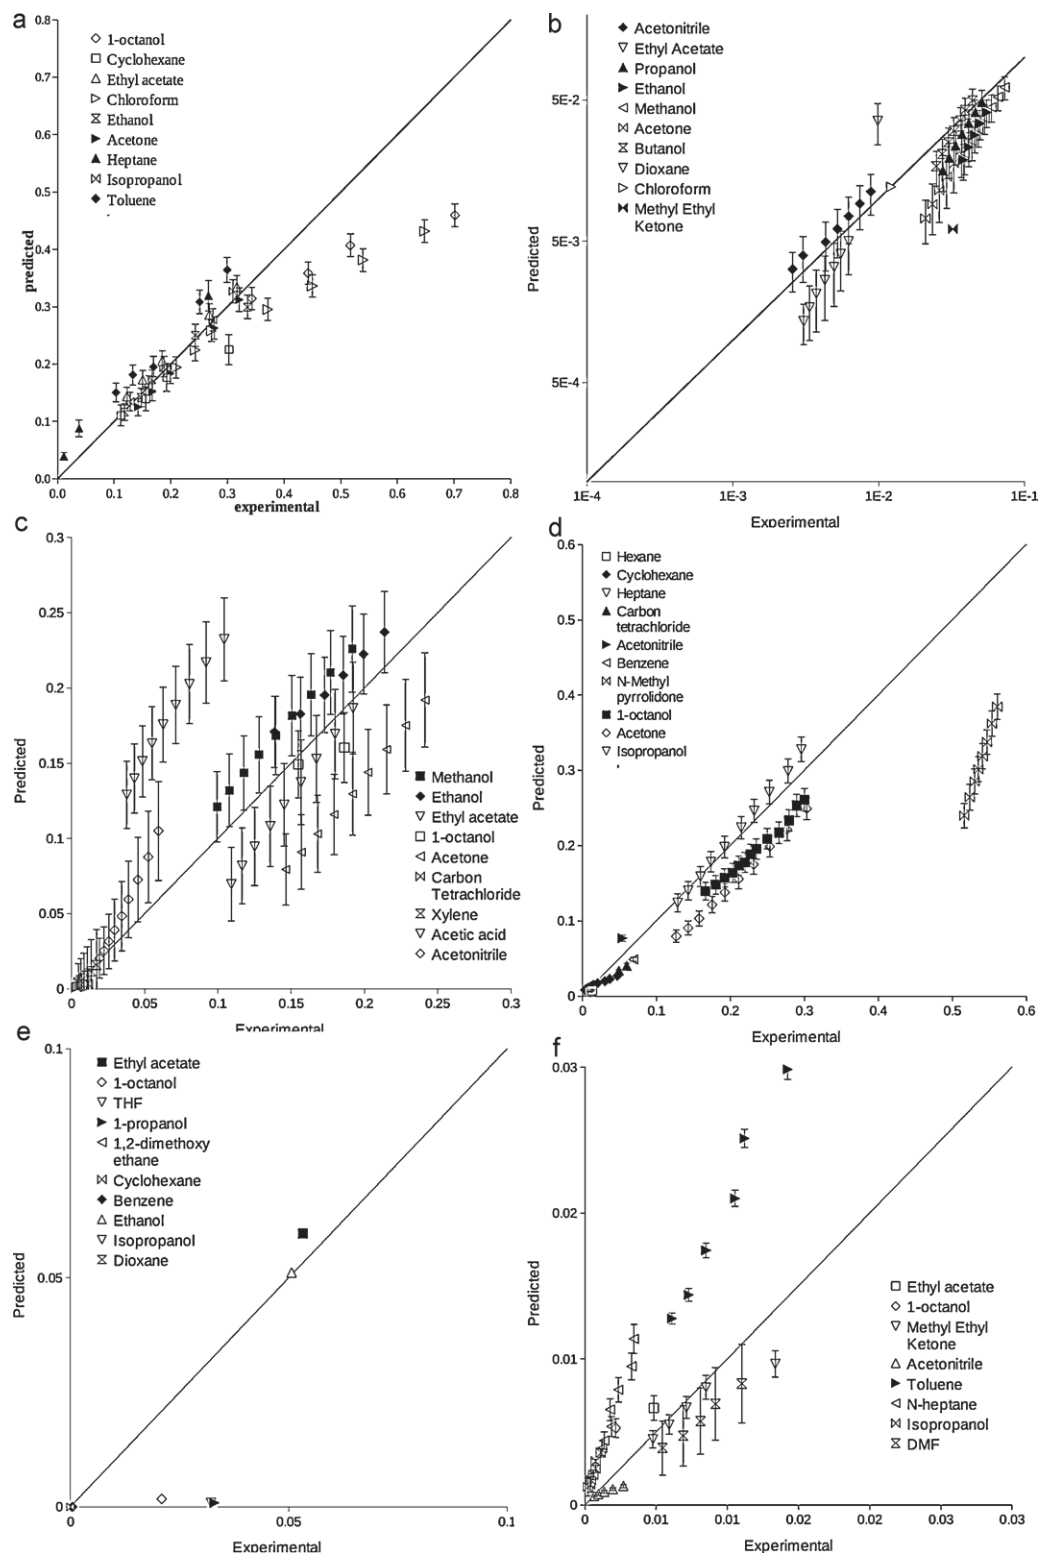 a
0.8
0.7
0.6
0.5
0.4
0.3
0.2
0.1
0.0
predicted
0.0 0.1 0.2 0.3 0.4 0.5 0.6 0.7 0.8
experimental
1-octanol
Cyclohexane
Ethyl acetate
Chloroform
Ethanol
Acetone
Heptane
Isopropanol
Toluene
b
5E-2
5E-3
5E-4
Predicted
1E-4 1E-3 1E-2 1E-1
Experimental
Acetonitrile
Ethyl Acetate
Propanol
Ethanol
Methanol
Acetone
Butanol
Dioxane
Chloroform
Methyl Ethyl
Ketone
c
0.3
0.25
0.2
0.15
0.1
0.05
0
Predicted
0 0.05 0.1 0.15 0.2 0.25 0.3
Experimental
Methanol
Ethanol
Ethyl acetate
1-octanol
Acetone
Carbon
Tetrachloride
Xylene
Acetic acid
Acetonitrile
d
0.6
0.5
0.4
0.3
0.2
0.1
0
Predicted
0 0.1 0.2 0.3 0.4 0.5 0.6
Experimental
Hexane
Cyclohexane
Heptane
Carbon
tetrachloride
Acetonitrile
Benzene
N-Methyl
pyrrolidone
1-octanol
Acetone
Isopropanol
e
0.1
0.05
0
Predicted
0 0.05 0.1
Experimental
Ethyl acetate
1-octanol
THF
1-propanol
1,2-dimethoxy
ethane
Cyclohexane
Benzene
Ethanol
Isopropanol
Dioxane
f
0.03
0.02
0.01
0
Predicted
0 0.01 0.01 0.02 0.02 0.03 0.03
Experimental
Ethyl acetate
1-octanol
Methyl Ethyl
Ketone
Acetonitrile
Toluene
N-heptane
Isopropanol
DMF